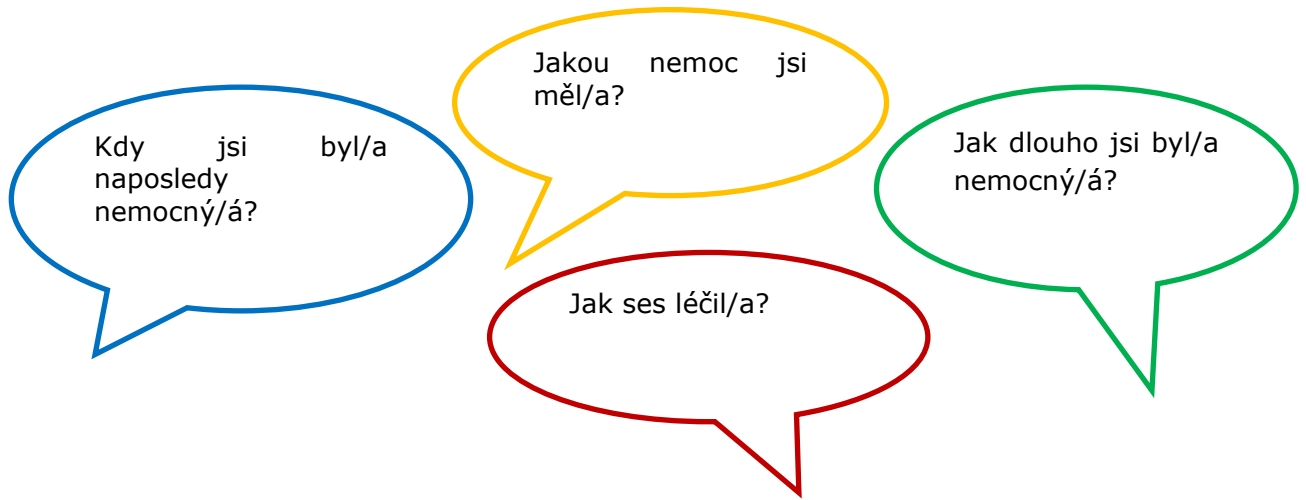 Kdy jsi byl/a
naposledy
nemocný/á?
Jakou nemoc jsi
měl/a?
Jak dlouho jsi byl/a
nemocný/á?
Jak ses léčil/a?